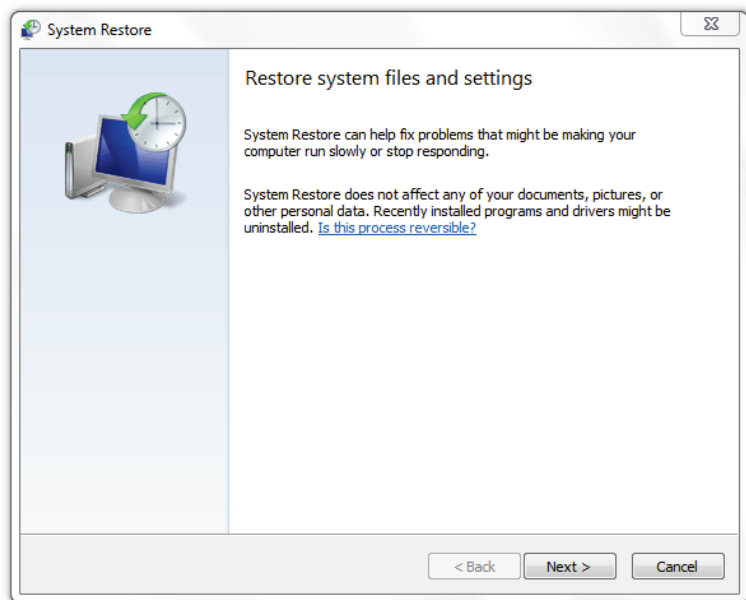 System Restore
Restore system files and settings
System Restore can help fix problems that might be making your
computer run slowly or stop responding.
System Restore does not affect any of your documents, pictures, or
other personal data. Recently installed programs and drivers might be
uninstalled. Is this process reversible?
< Back Next > Cancel